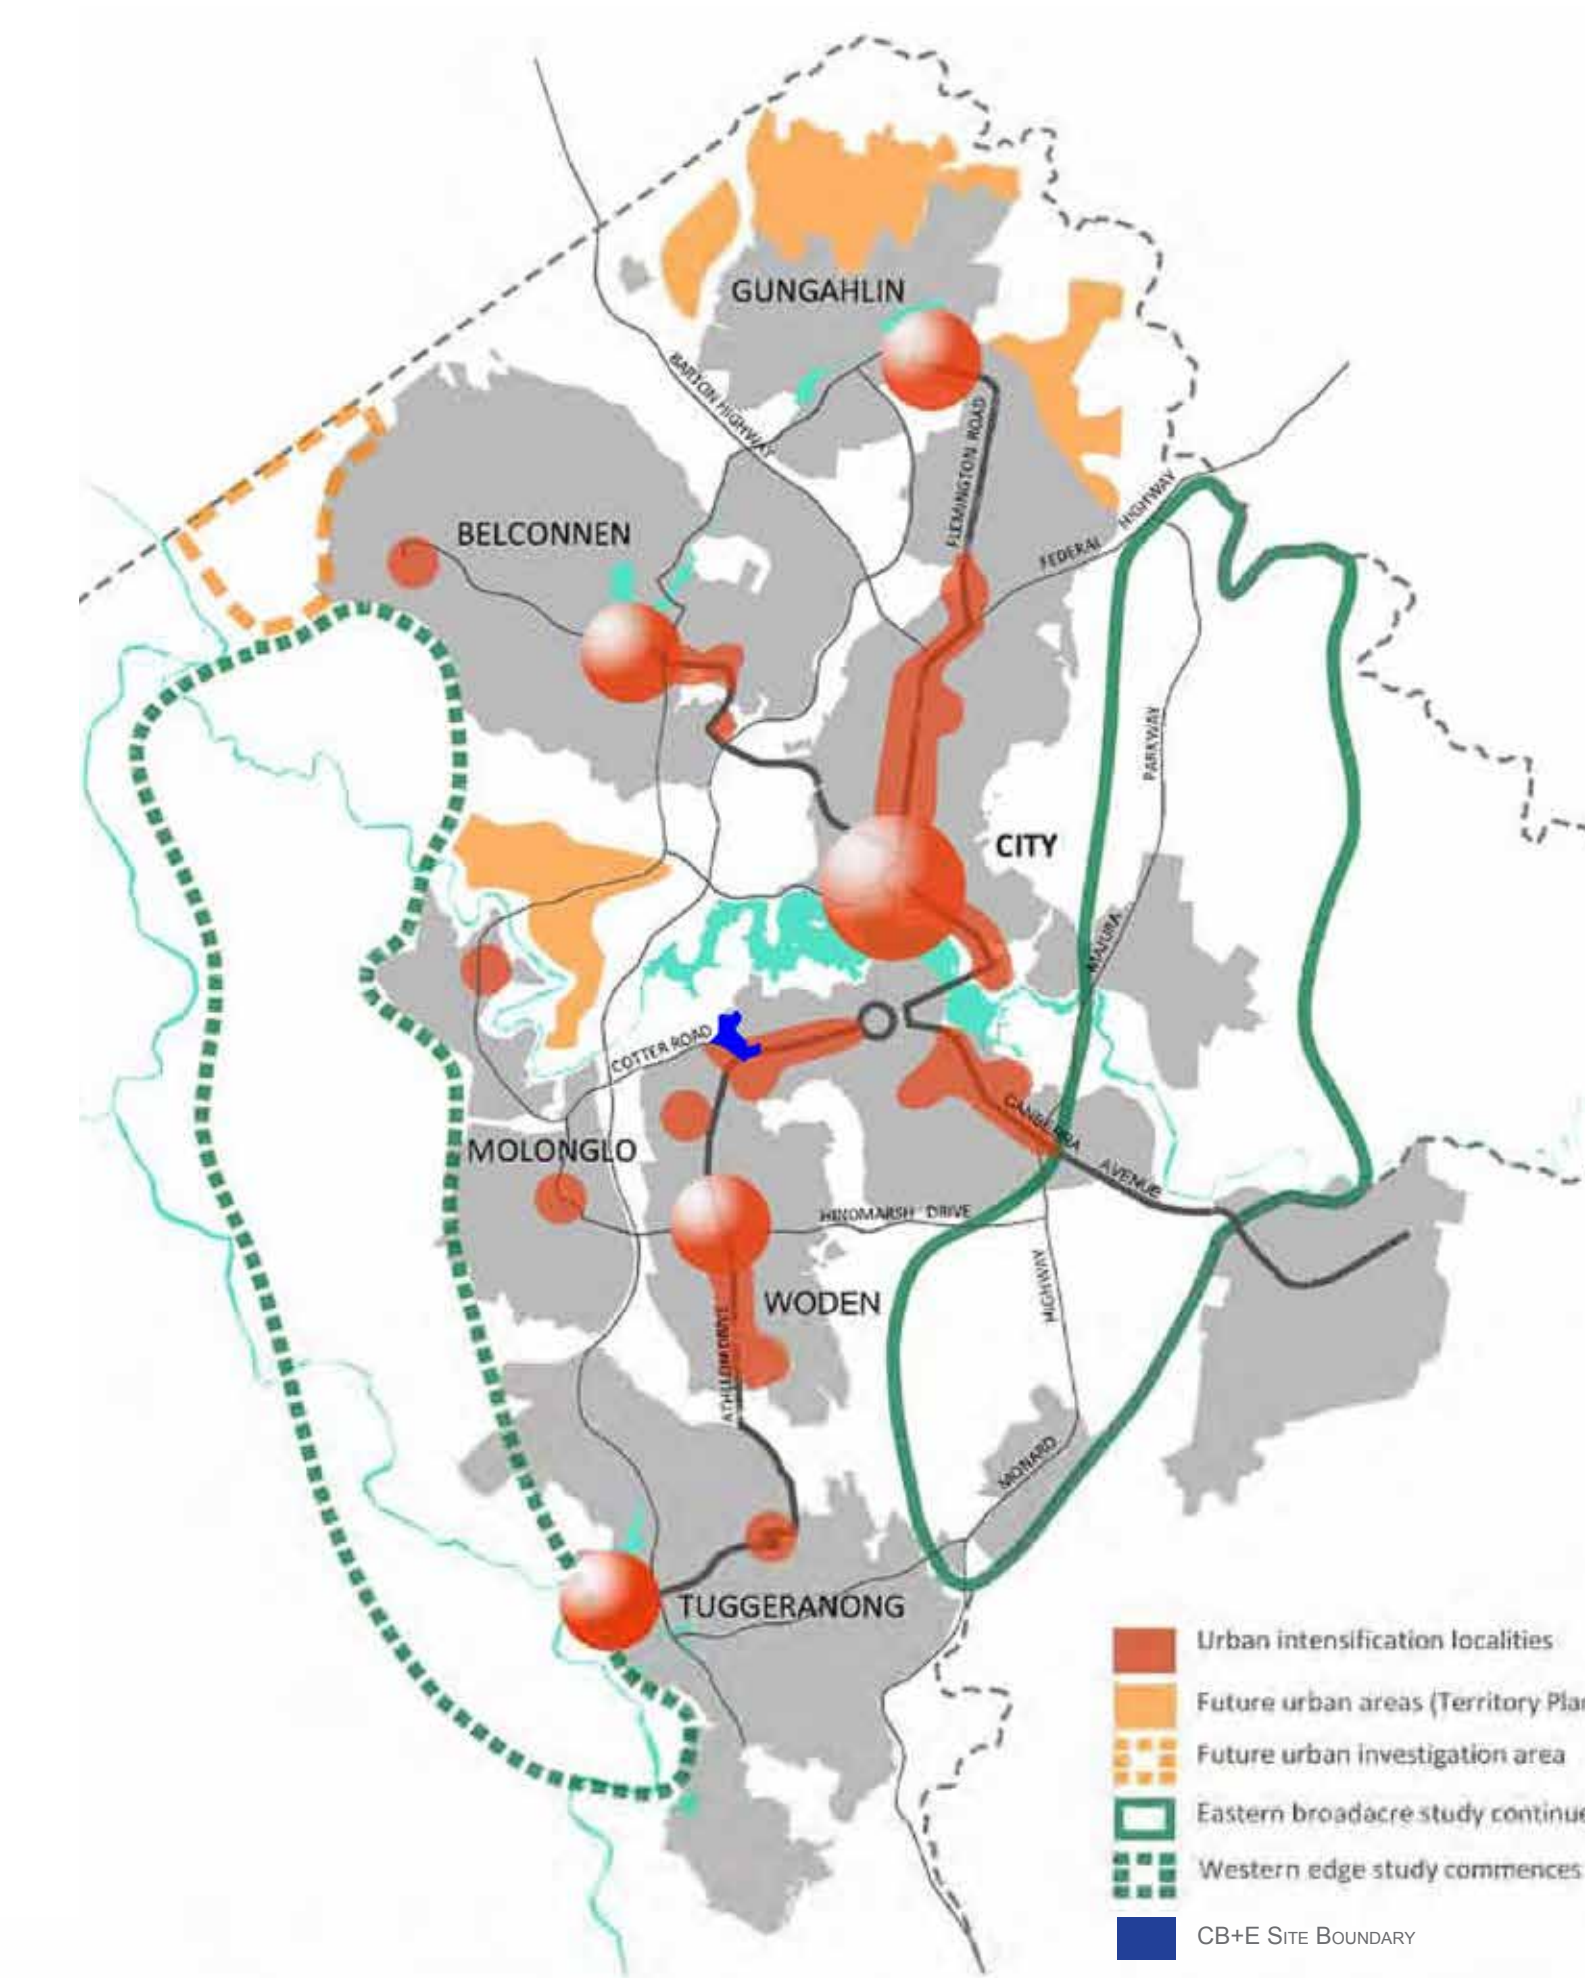 GUNGAHLIN
BARTON HIGHWAY
FLEMINGTON ROAD
BELCONNEN
FEDERAL
HIGHWAY
PARKWAY
CITY
MAJURA
COTTER ROAD
CANBERRA
AVENUE
MOLONGLO
HINDMARSH DRIVE
HIGHWAY
WODEN
ATHLLON DRIVE
MONARO
TUGGERANONG
Urban intensification localities
Future urban areas (Territory Plan
Future urban investigation area
Eastern broadacre study continue
Western edge study commences
CB+E SITE BOUNDARY